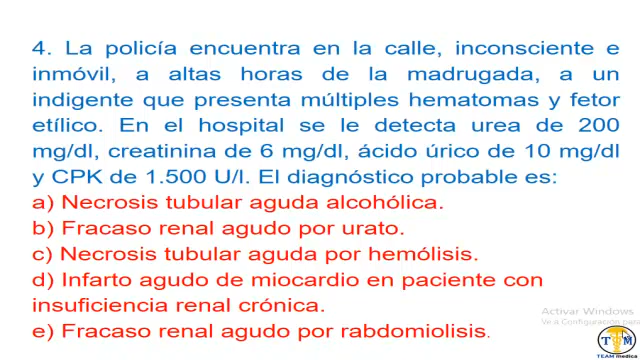 4. La policía encuentra en la calle, inconsciente e
inmóvil, a altas horas de la madrugada, a un
indigente que presenta múltiples hematomas y fetor
etílico. En el hospital se le detecta urea de 200
mg/dl, creatinina de 6 mg/dl, ácido úrico de 10 mg/dl
y CPK de 1.500 U/l. El diagnóstico probable es:
a) Necrosis tubular aguda alcohólica.
b) Fracaso renal agudo por urato.
c) Necrosis tubular aguda por hemólisis.
d) Infarto agudo de miocardio en paciente con
insuficiencia renal crónica.
e) Fracaso renal agudo por rabdomiolisis.
Activar Windows
Ve a Configuración para
T M
TEAM medica